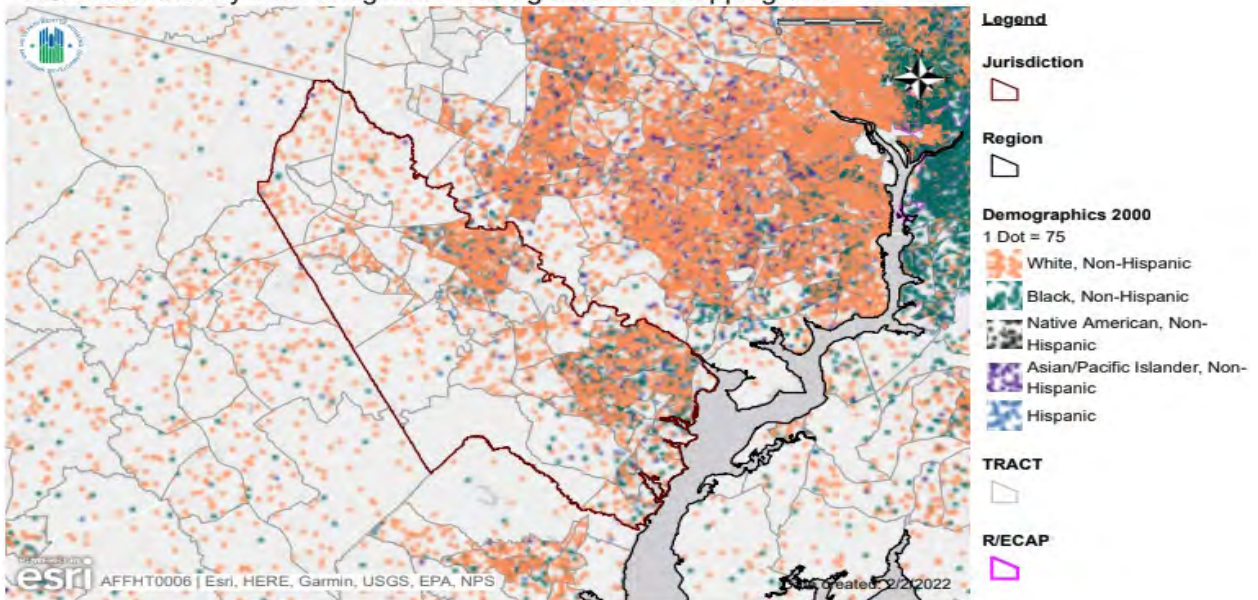 Legend
Jurisdiction
Region
Demographics 2000
1 Dot = 75
White, Non-Hispanic
Black, Non-Hispanic
Native American, Non-
Hispanic
Asian/Pacific Islander, Non-
Hispanic
Hispanic
TRACT
R/ECAP
esri AFFHT0006 | Esri, HERE, Garmin, USGS, EPA, NPS
created: 2/2/2022